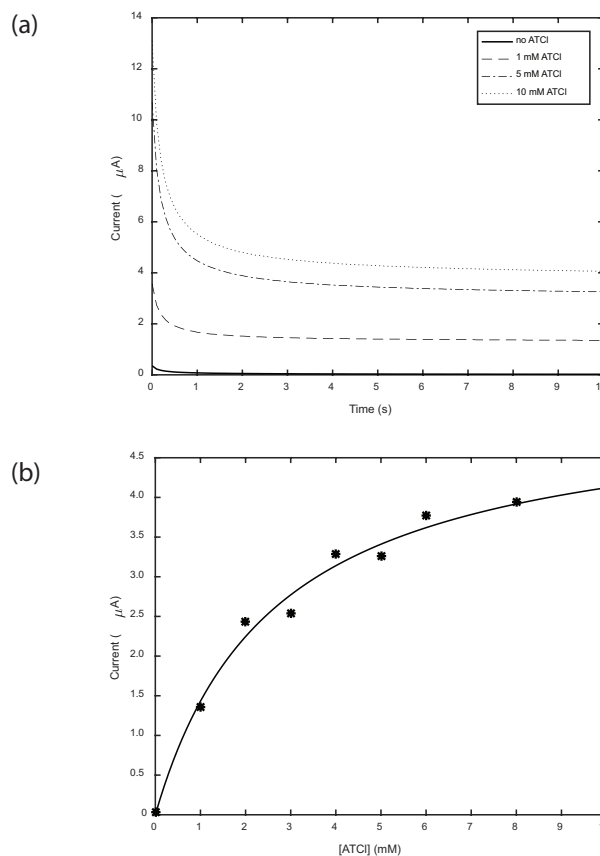 (a)
14
12
10
8
6
4
2
0
Current ( μA)
0 1 2 3 4 5 6 7 8 9 1
Time (s)
no ATCl
1 mM ATCl
5 mM ATCl
10 mM ATCl
(b)
4.5
4.0
3.5
3.0
2.5
2.0
1.5
1.0
0.5
0
Current ( μA)
0 1 2 3 4 5 6 7 8 9 1
[ATCl] (mM)